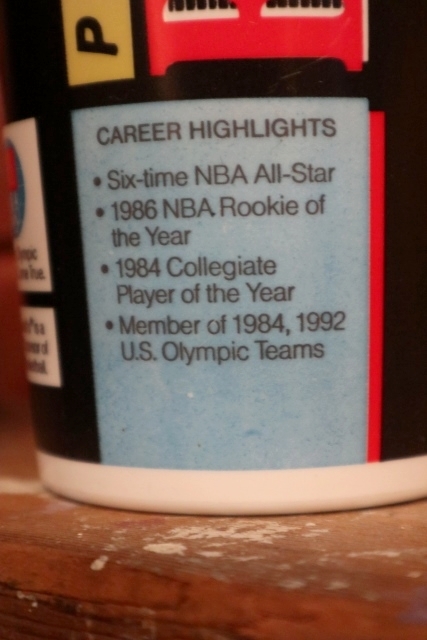 P
CAREER HIGHLIGHTS
• Six-time NBA All-Star
• 1986 NBA Rookie of
the Year
• 1984 Collegiate
Player of the Year
• Member of 1984, 1992
U.S. Olympic Teams